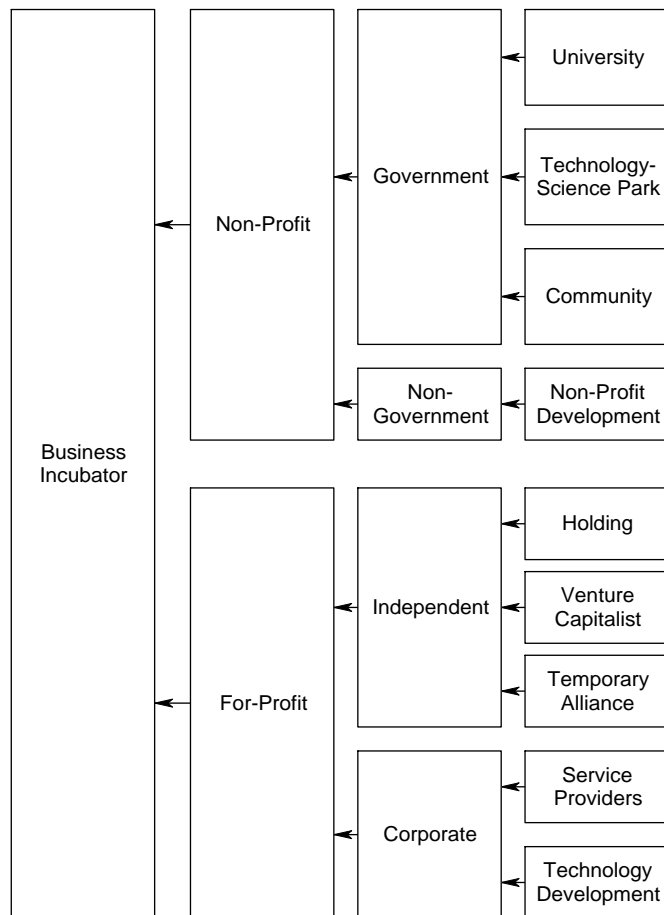 University
Technology-
Science Park
Government
Non-Profit
Community
Non-
Government
Non-Profit
Development
Business
Incubator
Holding
Independent
Venture
Capitalist
Temporary
Alliance
For-Profit
Service
Providers
Corporate
Technology
Development